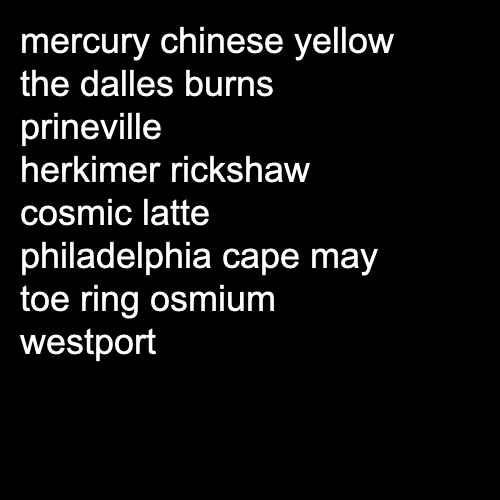 mercury chinese yellow
the dalles burns
prineville
herkimer rickshaw
cosmic latte
philadelphia cape may
toe ring osmium
westport